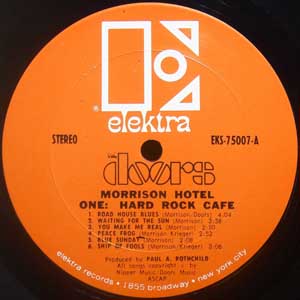 elektra
STEREO
EKS-75007-A
the doors
MORRISON HOTEL
ONE: HARD ROCK CAFE
1. ROAD HOUSE BLUES (Morrison/Doors) 4:04
2. WAITING FOR THE SUN (Morrison) 3:58
3. YOU MAKE ME REAL (Morrison) 2:50
4. PEACE FROG (Morrison Krieger) 2:52
5. BLUE SUNDAY (Morrison) 2:08
6. SHIP OF FOOLS (Morrison/Krieger) 3:06
Produced by PAUL A. ROTHCHILD
All songs copyright
Nipper Music/Doors Music
ASCAP
elektra records • 1855 broadway • new york